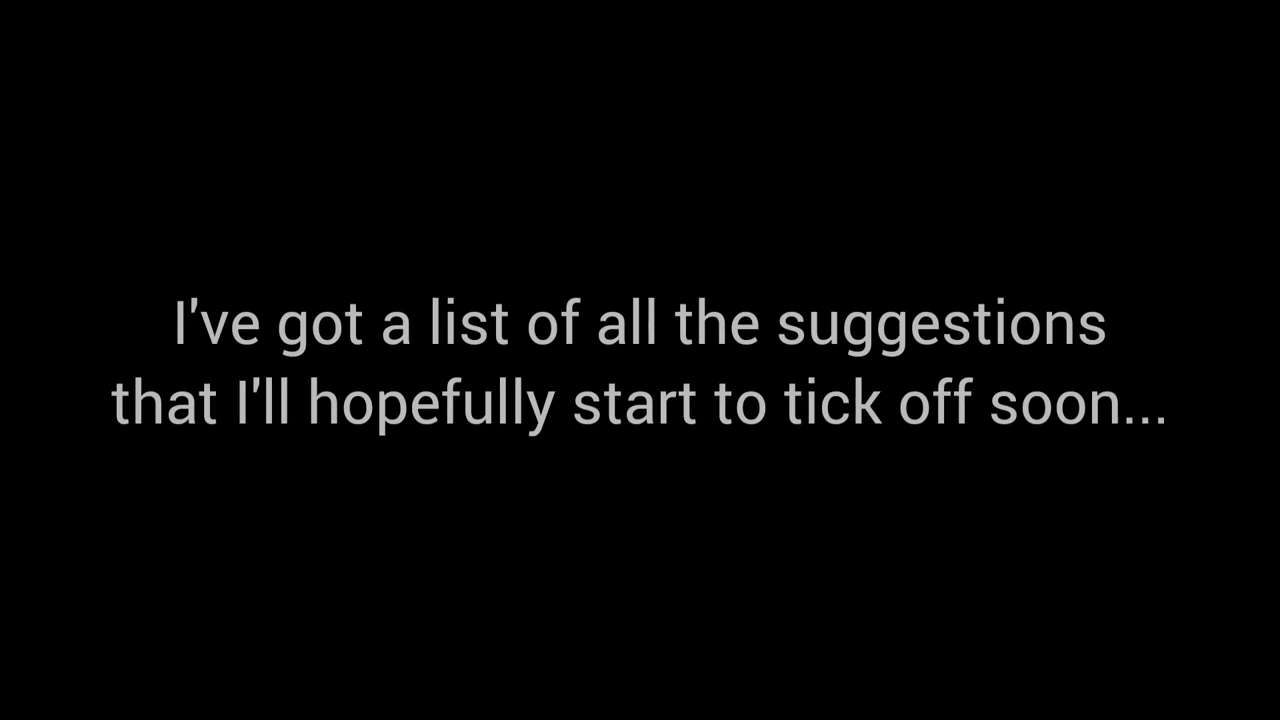 I've got a list of all the suggestions
that I'll hopefully start to tick off soon...